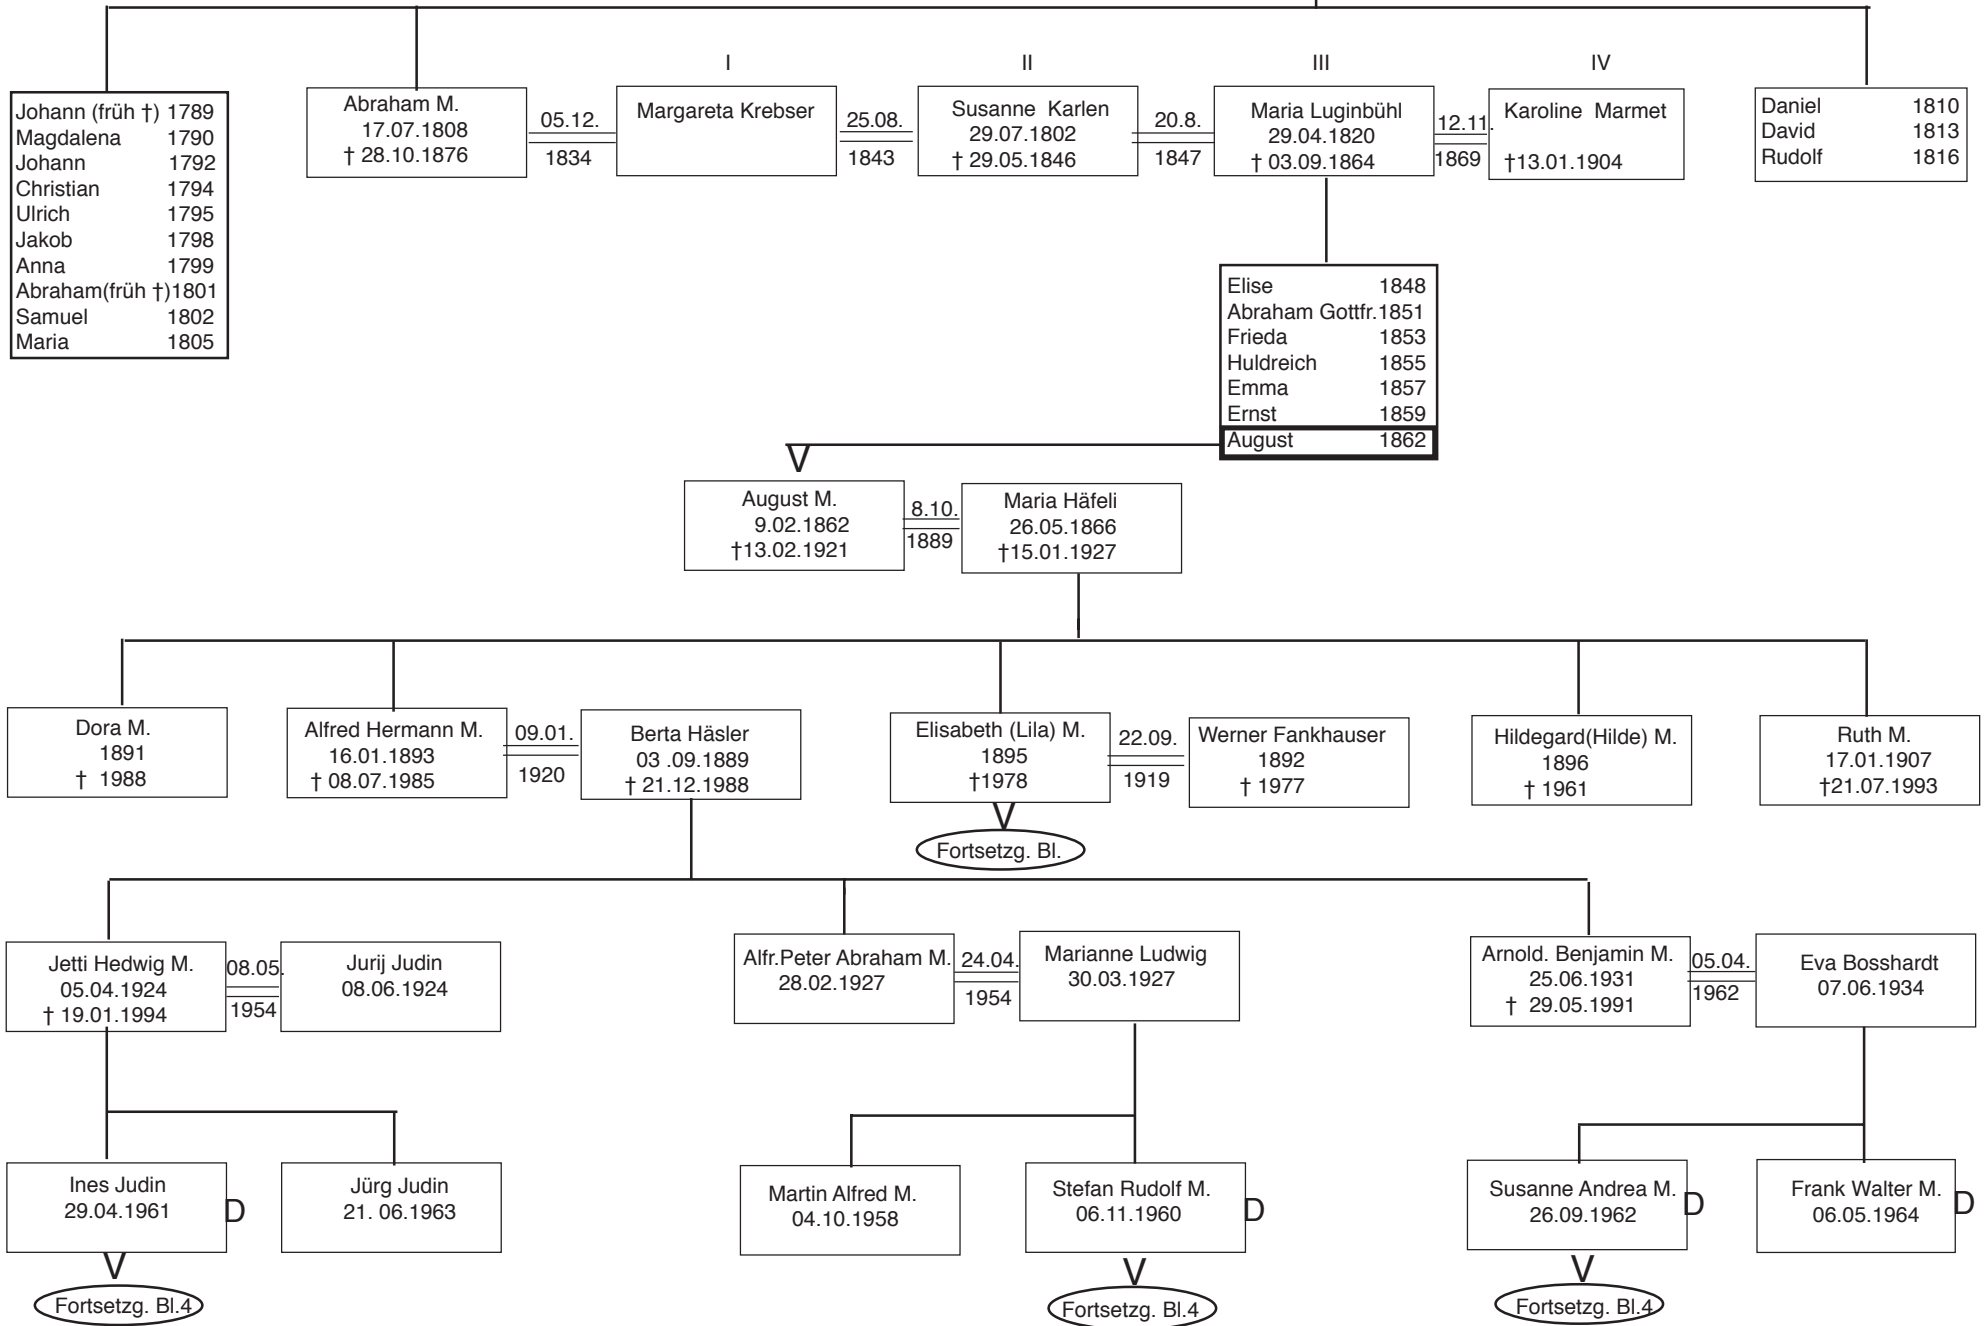 I
II
III
IV
Johann (früh †) 1789
Magdalena 1790
Johann 1792
Christian 1794
Ulrich 1795
Jakob 1798
Anna 1799
Abraham(früh †)1801
Samuel 1802
Maria 1805
Abraham M.
17.07.1808
† 28.10.1876
05.12.
1834
Margareta Krebser
25.08.
1843
Susanne Karlen
29.07.1802
† 29.05.1846
20.8.
1847
Maria Luginbühl
29.04.1820
† 03.09.1864
12.11.
1869
Karoline Marmet
†13.01.1904
Daniel 1810
David 1813
Rudolf 1816
Elise 1848
Abraham Gottfr.1851
Frieda 1853
Huldreich 1855
Emma 1857
Ernst 1859
August 1862
V
August M.
9.02.1862
†13.02.1921
8.10.
1889
Maria Häfeli
26.05.1866
†15.01.1927
Dora M.
1891
† 1988
Alfred Hermann M.
16.01.1893
† 08.07.1985
09.01.
1920
Berta Häsler
03 .09.1889
† 21.12.1988
Elisabeth (Lila) M.
1895
†1978
22.09.
1919
Werner Fankhauser
1892
† 1977
Hildegard(Hilde) M.
1896
† 1961
Ruth M.
17.01.1907
†21.07.1993
V
Fortsetzg. Bl.
Jetti Hedwig M.
05.04.1924
† 19.01.1994
08.05.
1954
Jurij Judin
08.06.1924
Alfr.Peter Abraham M.
28.02.1927
24.04.
1954
Marianne Ludwig
30.03.1927
Arnold. Benjamin M.
25.06.1931
† 29.05.1991
05.04.
1962
Eva Bosshardt
07.06.1934
Ines Judin
29.04.1961
D
Jürg Judin
21. 06.1963
Martin Alfred M.
04.10.1958
Stefan Rudolf M.
06.11.1960
D
Susanne Andrea M.
26.09.1962
D
Frank Walter M.
06.05.1964
D
V
Fortsetzg. Bl.4
V
Fortsetzg. Bl.4
V
Fortsetzg. Bl.4